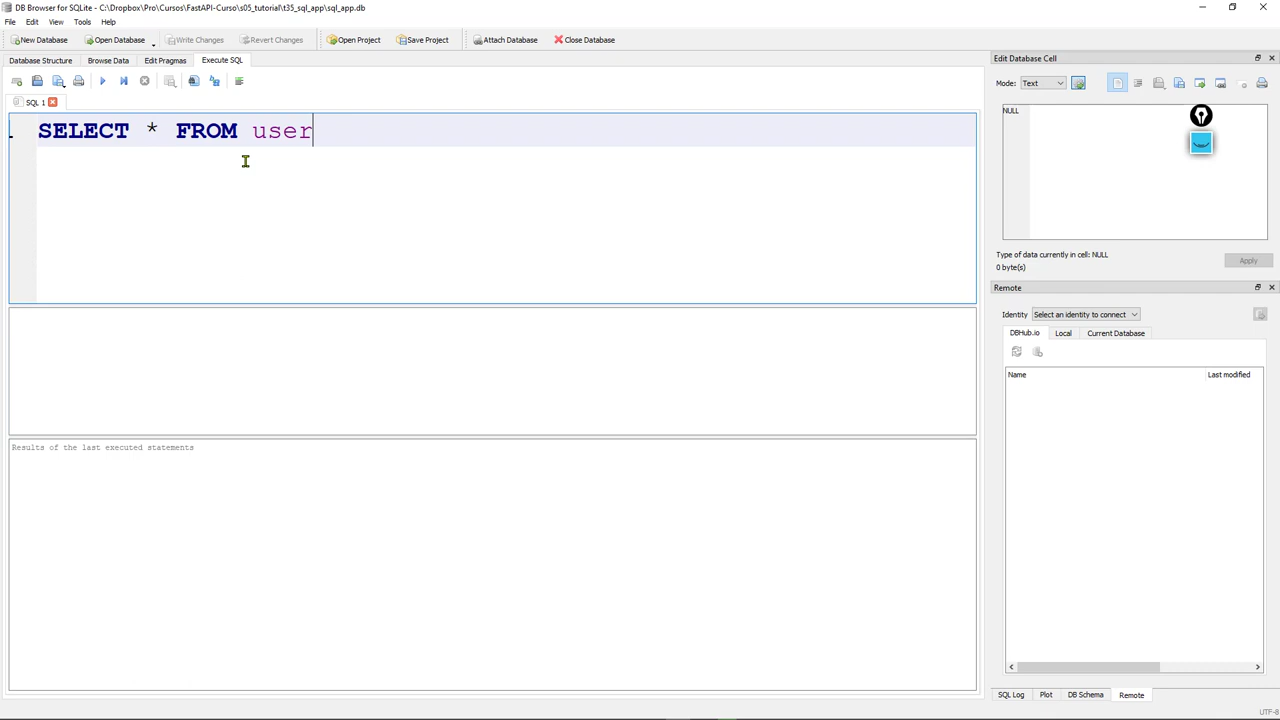 DB Browser for SQLite - C:\Dropbox\Pro\Cursos\FastAPI-Curso\s05_tutorial\t35_sql_app\sql_app.db
File Edit View Tools Help
New Database Open Database Write Changes Revert Changes Open Project Save Project Attach Database Close Database
Database Structure Browse Data Edit Pragmas Execute SQL
SQL 1
SELECT * FROM user
Results of the last executed statements
Edit Database Cell
Mode: Text
NULL
Type of data currently in cell: NULL
0 byte(s)
Apply
Remote
Identity Select an identity to connect
DBHub.io Local Current Database
Name Last modified
SQL Log Plot DB Schema Remote
UTF-8